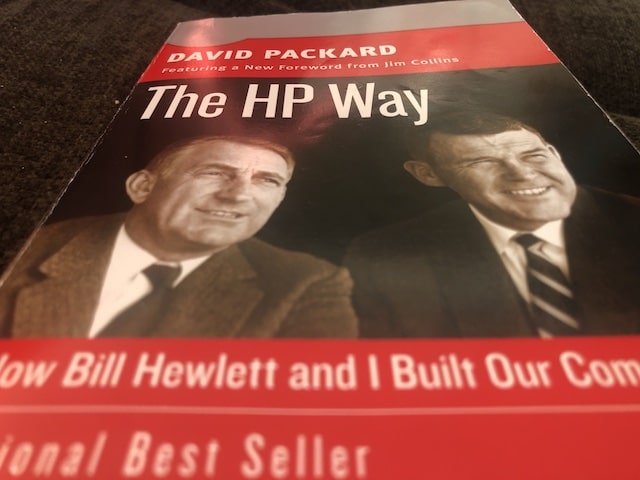 DAVID PACKARD
Featuring a New Foreword from Jim Collins
The HP Way
How Bill Hewlett and I Built Our Com
ional Best Seller